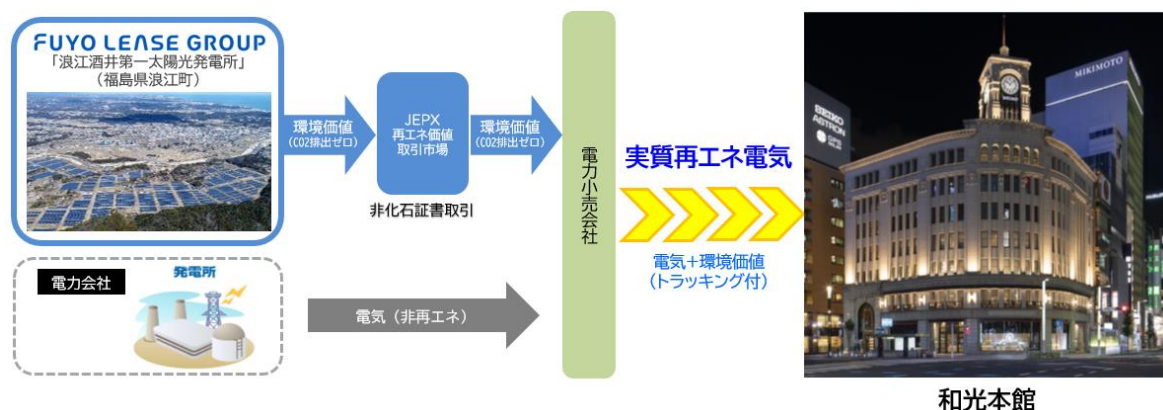 FUYO LEASE GROUP
「浪江酒井第一太陽光発電所」
（福島県浪江町）
環境価値
(CO2排出ゼロ)
JEPX
再エネ価値
取引市場
環境価値
(CO2排出ゼロ)
非化石証書取引
電力小売会社
実質再エネ電気
電気＋環境価値
（トラッキング付）
電力会社
発電所
電気（非再エネ）
SEIKO
ASTRON
SEIKO
MIKIMOTO
和光本館